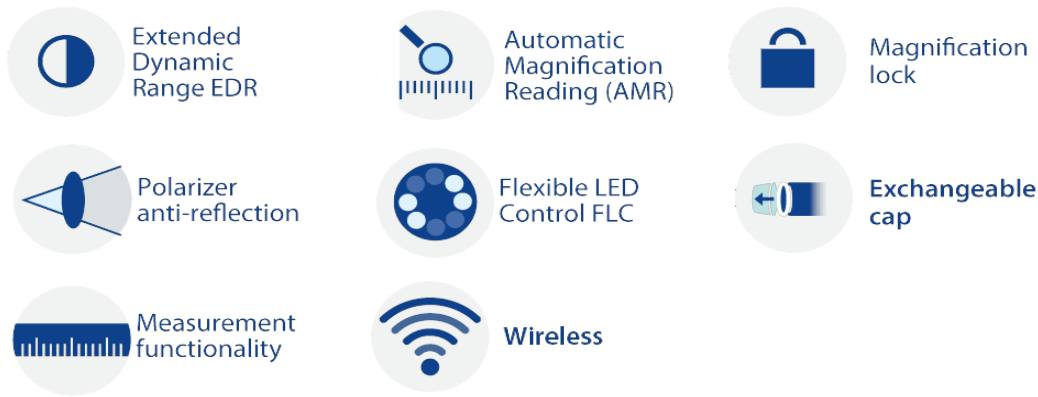 Extended
Dynamic
Range EDR
Automatic
Magnification
Reading (AMR)
Magnification
lock
Polarizer
anti-reflection
Flexible LED
Control FLC
Exchangeable
cap
Measurement
functionality
Wireless